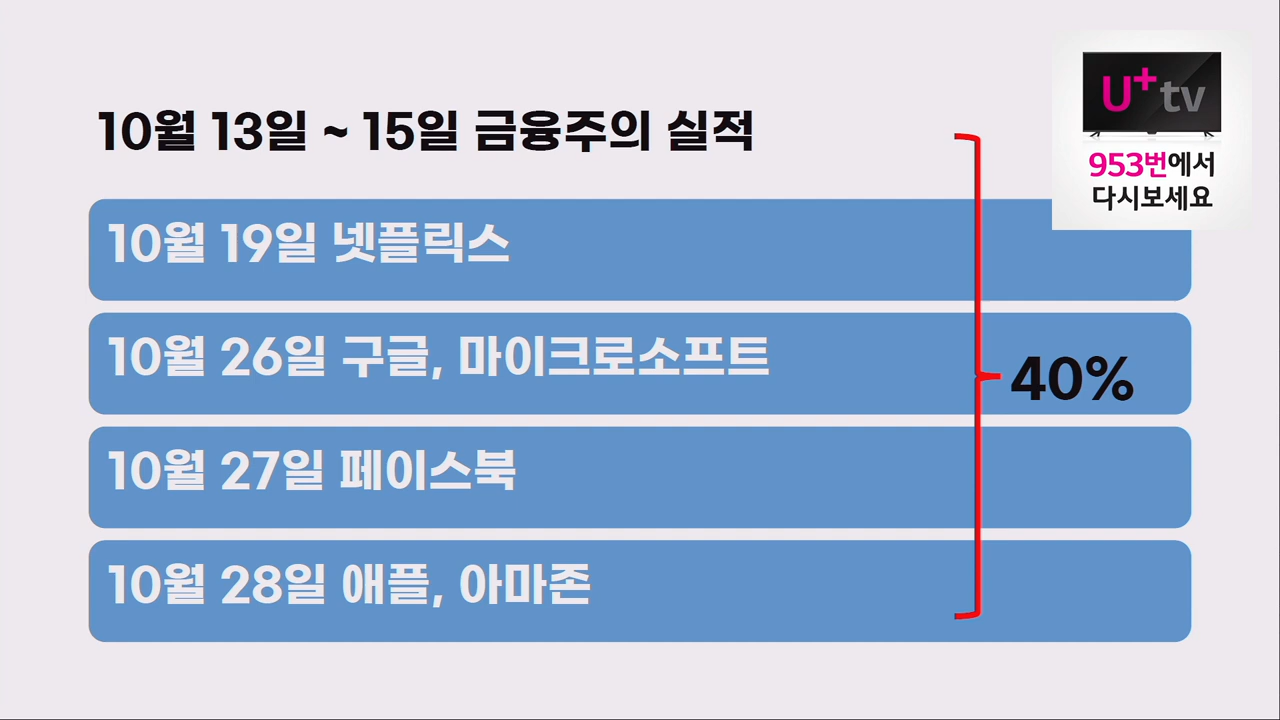 10월 13일 ~ 15일 금융주의 실적
U+tv
953번에서
다시보세요
10월 19일 넷플릭스
10월 26일 구글, 마이크로소프트
40%
10월 27일 페이스북
10월 28일 애플, 아마존